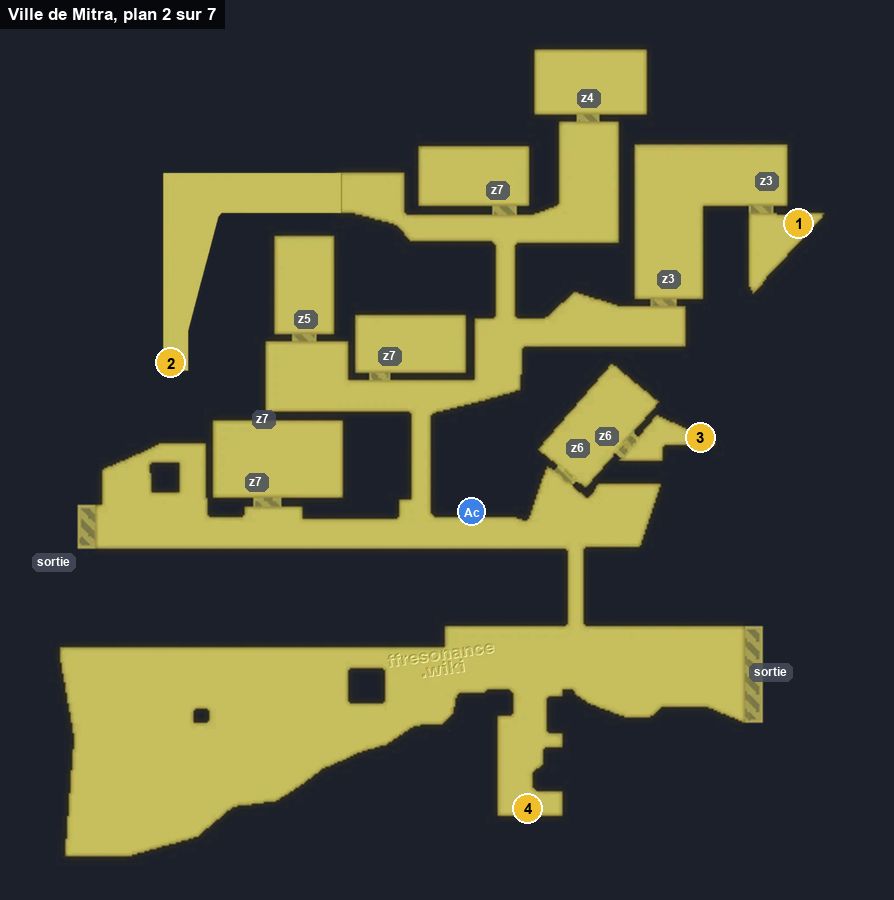 Ville de Mitra, plan 2 sur 7
z4
z7
z3
1
z3
z5
z7
2
z7
z6
z6
3
z7
Ac
sortie
ffresonance
.wiki
sortie
4